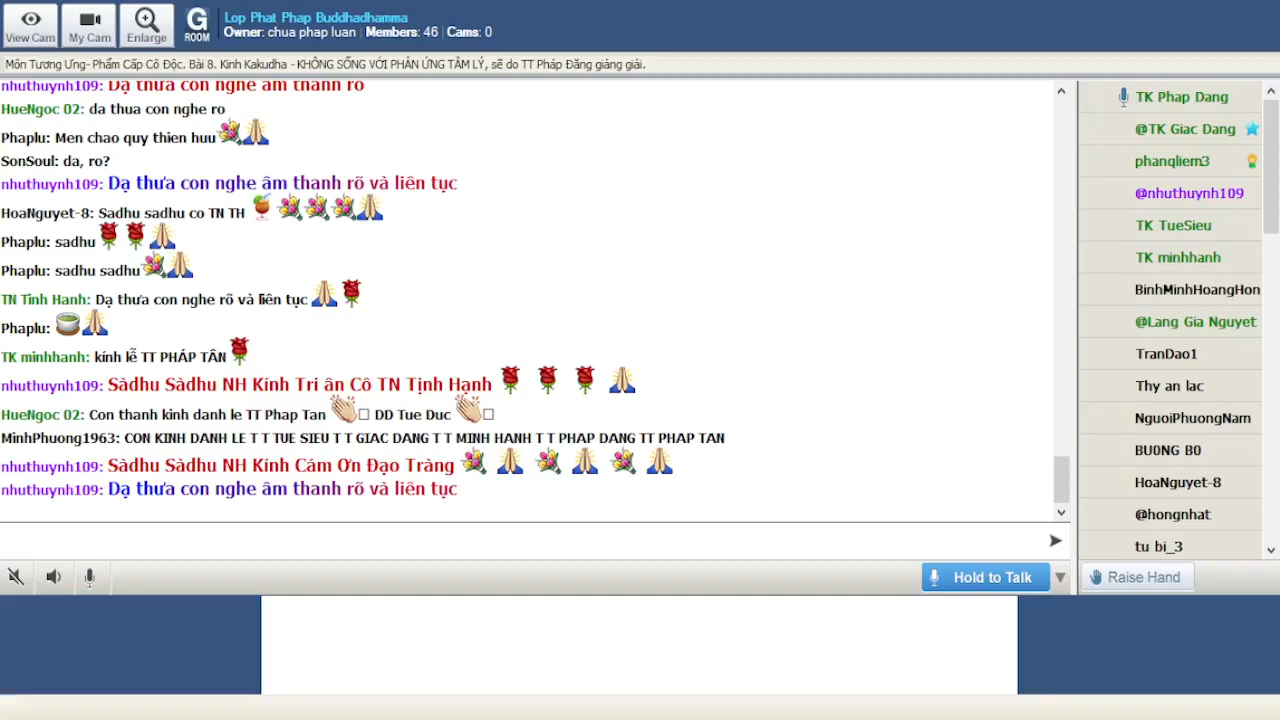 View Cam
My Cam
Enlarge
G
ROOM
Lop Phat Phap Buddhadhamma
Owner: chua phap luan | Members: 46 | Cams: 0
Môn Tương Ưng- Phẩm Cấp Cô Độc. Bài 8. Kinh Kakudha - KHÔNG SỐNG VỚI PHẢN ỨNG TÂM LÝ, sẽ do TT Pháp Đăng giảng giải.
nhuthuynh109: Dạ thưa con nghe âm thanh rõ
HueNgoc 02: da thua con nghe ro
Phaplu: Men chao quy thien huu
SonSoul: da, ro?
nhuthuynh109: Dạ thưa con nghe âm thanh rõ và liên tục
HoaNguyet-8: Sadhu sadhu co TN TH
Phaplu: sadhu
Phaplu: sadhu sadhu
TN Tinh Hanh: Dạ thưa con nghe rõ và liên tục
Phaplu:
TK minhhanh: kính lễ TT PHÁP TÂN
nhuthuynh109: Sàdhu Sàdhu NH Kính Tri ân Cô TN Tịnh Hạnh
HueNgoc 02: Con thanh kinh danh le TT Phap Tan DD Tue Duc
MinhPhuong1963: CON KINH DANH LE T T TUE SIEU T T GIAC DANG T T MINH HANH T T PHAP DANG TT PHAP TAN
nhuthuynh109: Sàdhu Sàdhu NH Kính Cám Ơn Đạo Tràng
nhuthuynh109: Dạ thưa con nghe âm thanh rõ và liên tục
Hold to Talk
TK Phap Dang
@TK Giac Dang
phanqliem3
@nhuthuynh109
TK TueSieu
TK minhhanh
BinhMinhHoangHon
@Lang Gia Nguyet
TranDao1
Thy an lac
NguoiPhuongNam
BU0NG B0
HoaNguyet-8
@hongnhat
tu bi_3
Raise Hand